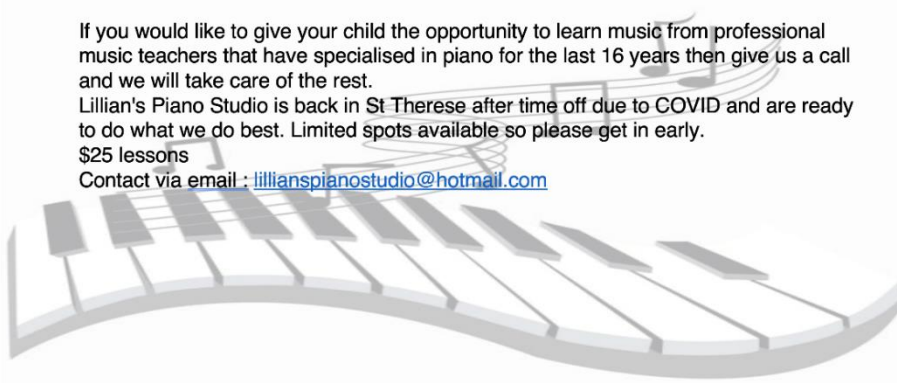 If you would like to give your child the opportunity to learn music from professional
music teachers that have specialised in piano for the last 16 years then give us a call
and we will take care of the rest.
Lillian's Piano Studio is back in St Therese after time off due to COVID and are ready
to do what we do best. Limited spots available so please get in early.
$25 lessons
Contact via email : lillianspianostudio@hotmail.com